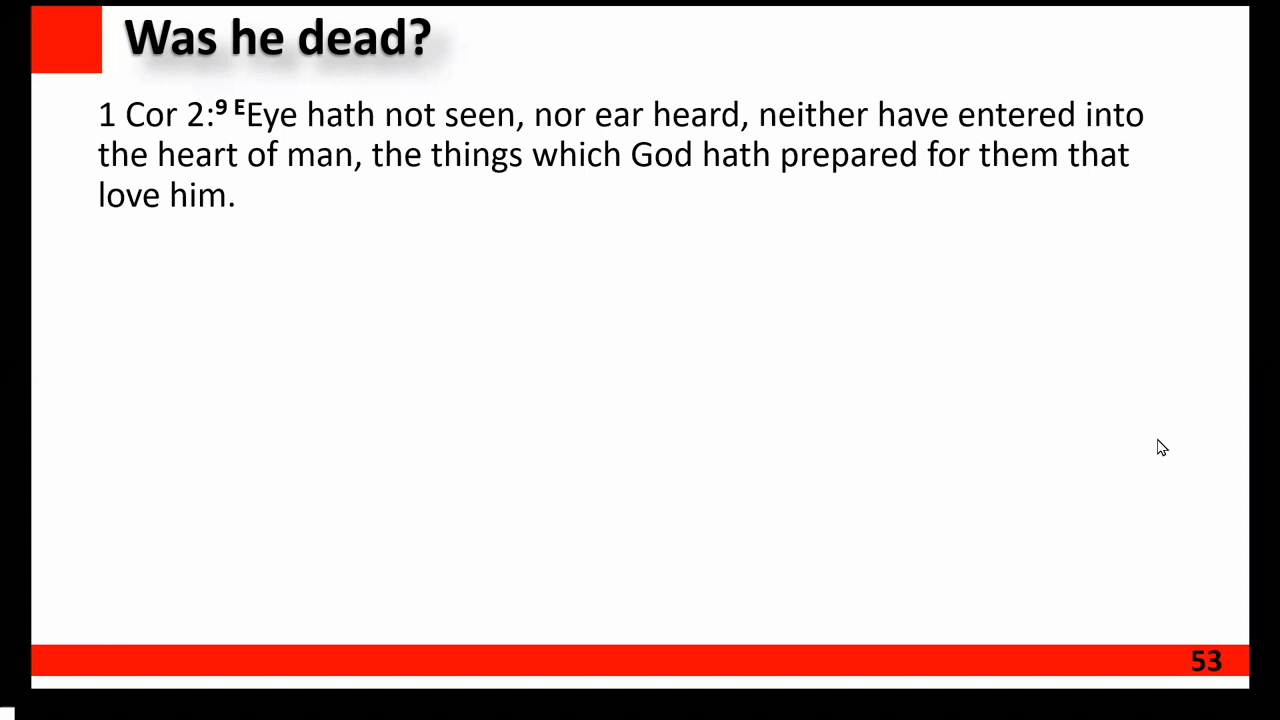 Was he dead?
1 Cor 2:9 EEye hath not seen, nor ear heard, neither have entered into
the heart of man, the things which God hath prepared for them that
love him.
53